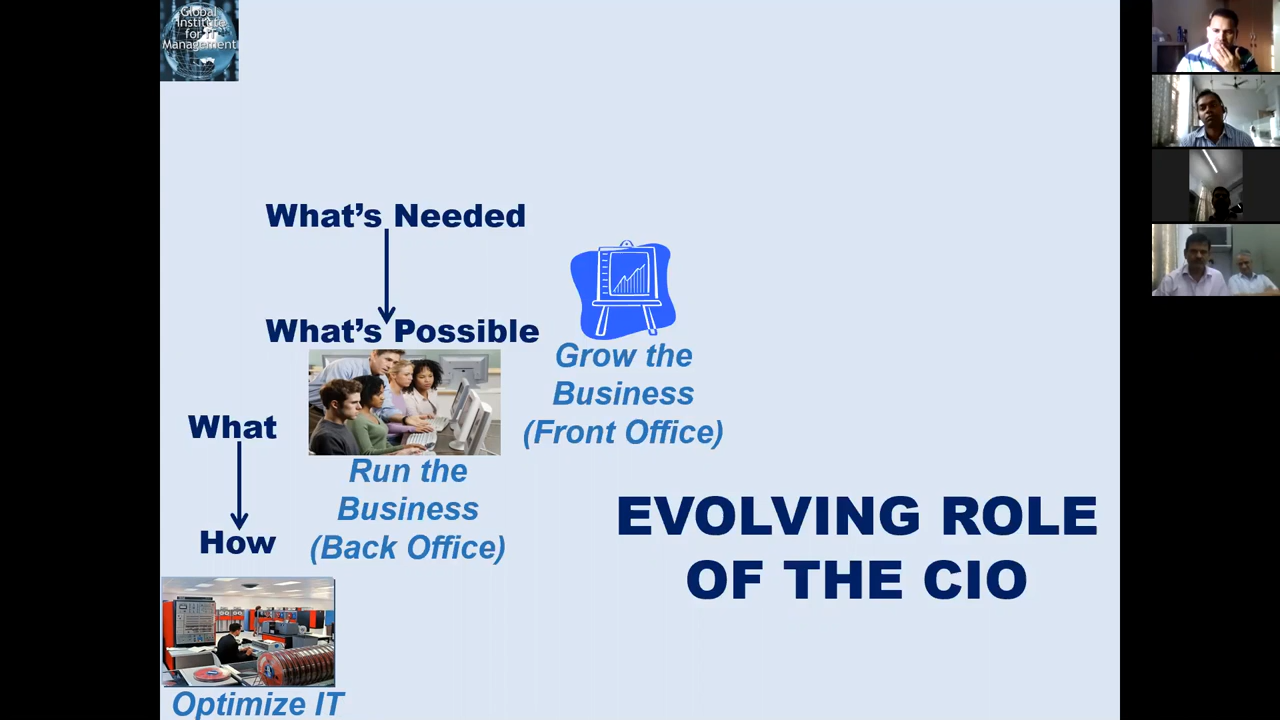 Global
Institute
for IT
Management
What's Needed
What's Possible
Grow the
Business
(Front Office)
What
How
Run the
Business
(Back Office)
EVOLVING ROLE
OF THE CIO
Optimize IT